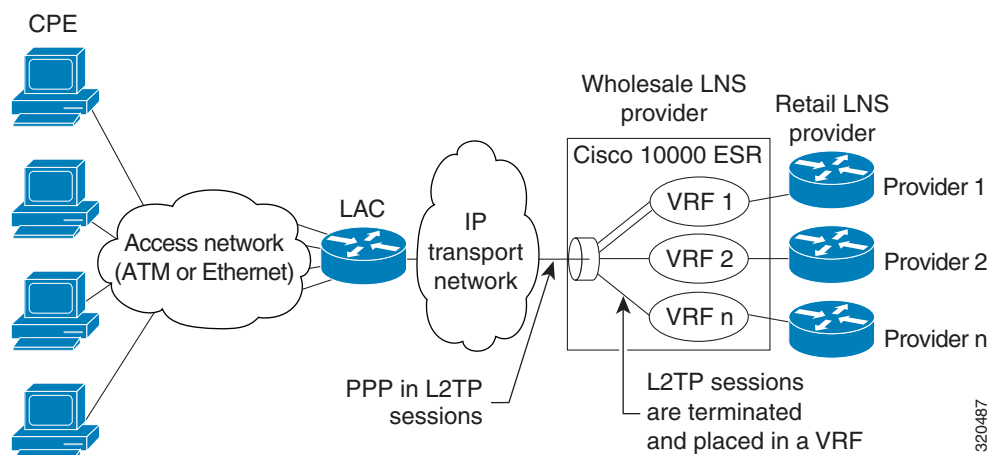 CPE
Wholesale LNS
provider
Retail LNS
provider
Cisco 10000 ESR
LAC
Access network
(ATM or Ethernet)
IP
transport
network
VRF 1
VRF 2
VRF n
Provider 1
Provider 2
Provider n
PPP in L2TP
sessions
L2TP sessions
are terminated
and placed in a VRF
320487